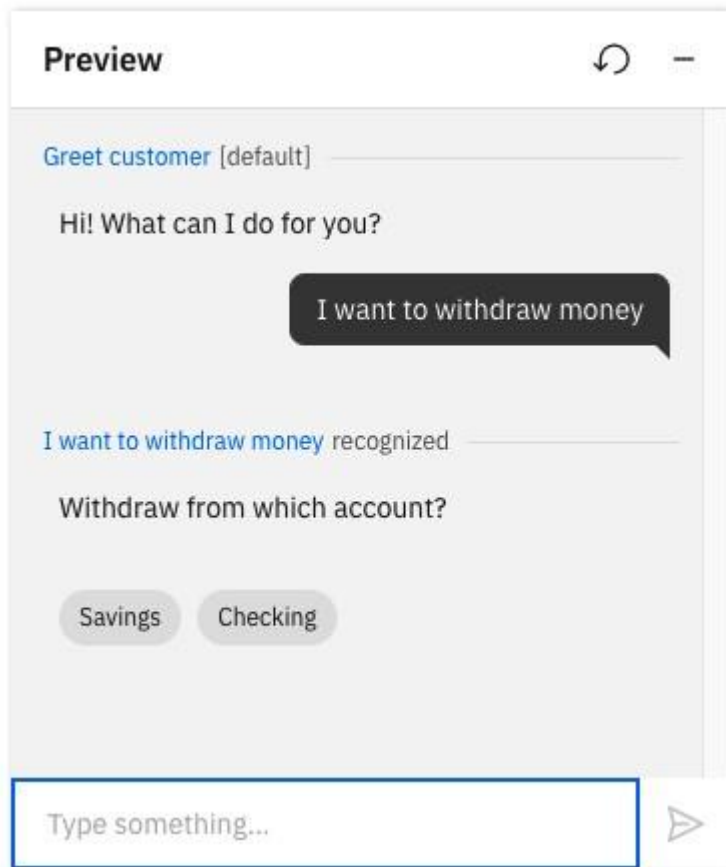 Preview
Greet customer [default]
Hi! What can I do for you?
I want to withdraw money
I want to withdraw money recognized
Withdraw from which account?
Savings Checking
Type something...